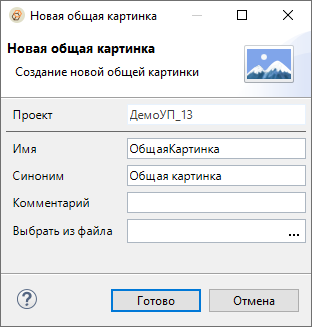 Новая общая картинка
Новая общая картинка
Создание новой общей картинки
Проект ДемоУП_13
Имя ОбщаяКартинка
Синоним Общая картинка
Комментарий
Выбрать из файла ...
? Готово Отмена